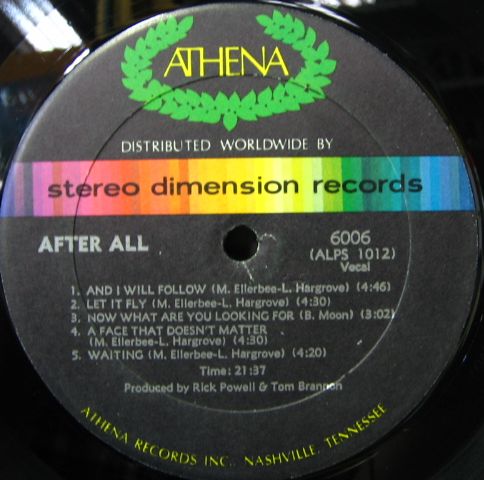 ATHENA
DISTRIBUTED WORLDWIDE BY
stereo dimension records
AFTER ALL
6006
(ALPS 1012)
Vocal
1. AND I WILL FOLLOW (M. Ellerbee-L. Hargrove) (4:46)
2. LET IT FLY (M. Ellerbee-L. Hargrove) (4:30)
3. NOW WHAT ARE YOU LOOKING FOR (B. Moon) (3:02)
4. A FACE THAT DOESN'T MATTER
(M. Ellerbee-L. Hargrove) (4:30)
5. WAITING (M. Ellerbee-L. Hargrove) (4:20)
Time: 21:37
Produced by Rick Powell & Tom Brannon
ATHENA RECORDS INC., NASHVILLE, TENNESSEE